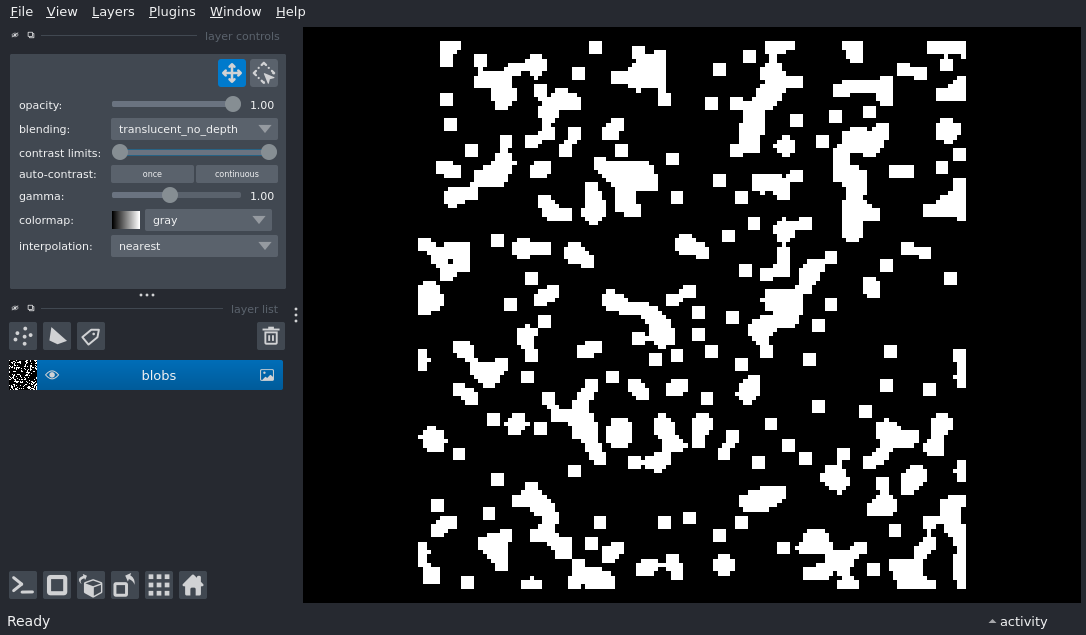 File View Layers Plugins Window Help
layer controls
opacity: 1.00
blending: translucent_no_depth
contrast limits:
auto-contrast: once continuous
gamma: 1.00
colormap: gray
interpolation: nearest
layer list
blobs
Ready activity